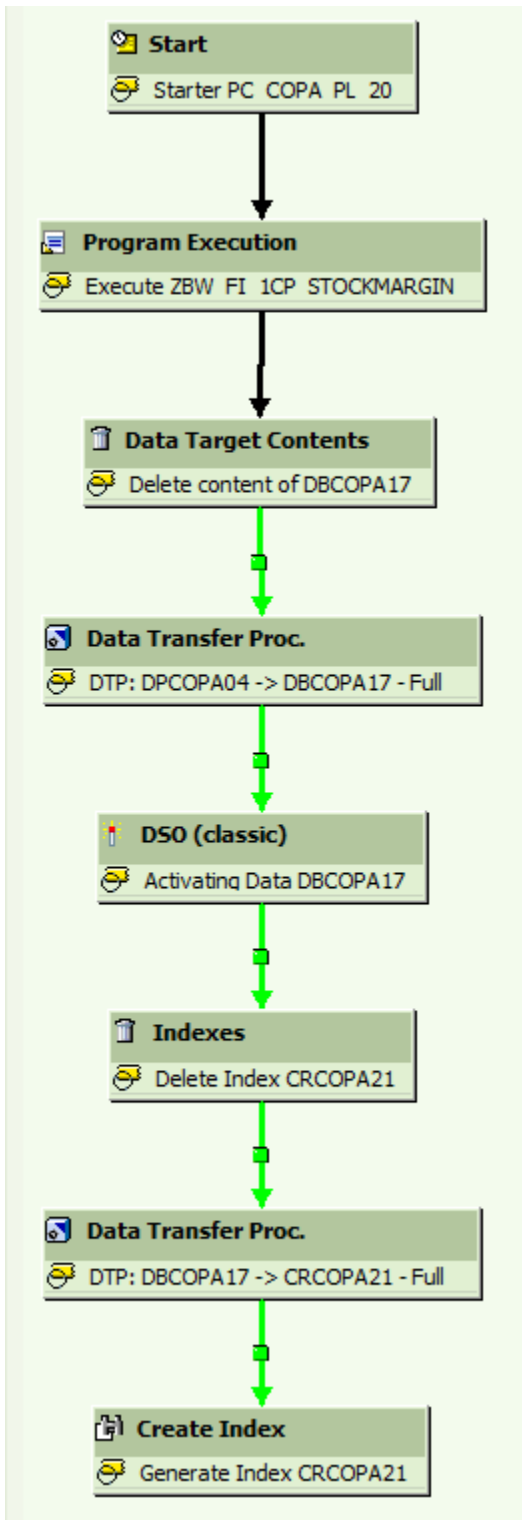 Start
Starter PC COPA PL 20
Program Execution
Execute ZBW FI 1CP STOCKMARGIN
Data Target Contents
Delete content of DBCOPA17
Data Transfer Proc.
DTP: DPCOPA04 -> DBCOPA17 - Full
DSO (classic)
Activating Data DBCOPA17
Indexes
Delete Index CRCOPA21
Data Transfer Proc.
DTP: DBCOPA17 -> CRCOPA21 - Full
Create Index
Generate Index CRCOPA21